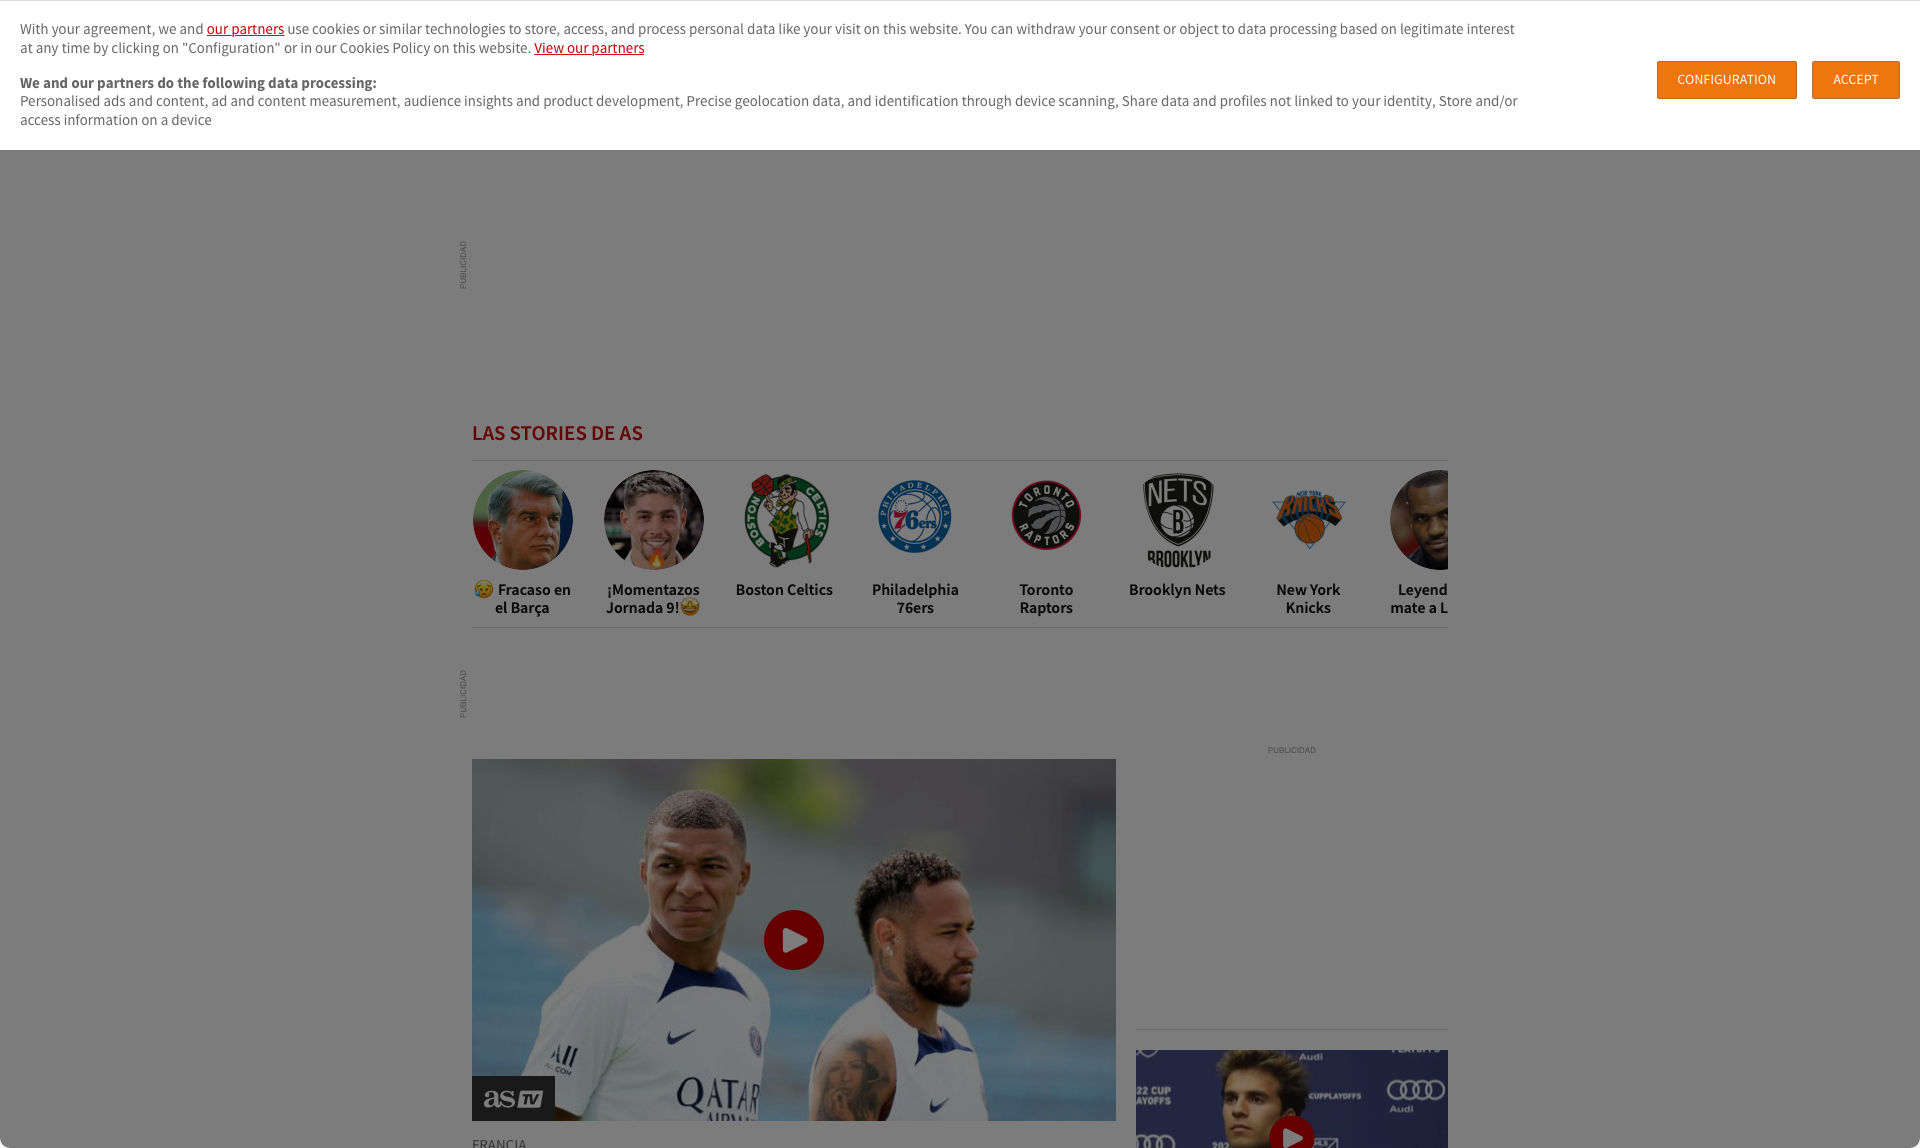 With your agreement, we and our partners use cookies or similar technologies to store, access, and process personal data like your visit on this website. You can withdraw your consent or object to data processing based on legitimate interest
at any time by clicking on "Configuration" or in our Cookies Policy on this website. View our partners
We and our partners do the following data processing:
Personalised ads and content, ad and content measurement, audience insights and product development, Precise geolocation data, and identification through device scanning, Share data and profiles not linked to your identity, Store and/or
access information on a device
CONFIGURATION
ACCEPT
PUBLICIDAD
LAS STORIES DE AS
BOSTON CELTICS
PHILADELPHIA
76ers
TORONTO
RAPTORS
NETS
B
BROOKLYN
NEW YORK
KNICKS
😥 Fracaso en
el Barça
¡Momentazos
Jornada 9!🤩
Boston Celtics
Philadelphia
76ers
Toronto
Raptors
Brooklyn Nets
New York
Knicks
Leyend
mate a L
PUBLICIDAD
PUBLICIDAD
ALL
.COM
QATAR
AIRWA
as TV
Audi
22 CUP
AYOFFS
CUPPLAYOFFS
Audi
202
MLS
FRANCIA